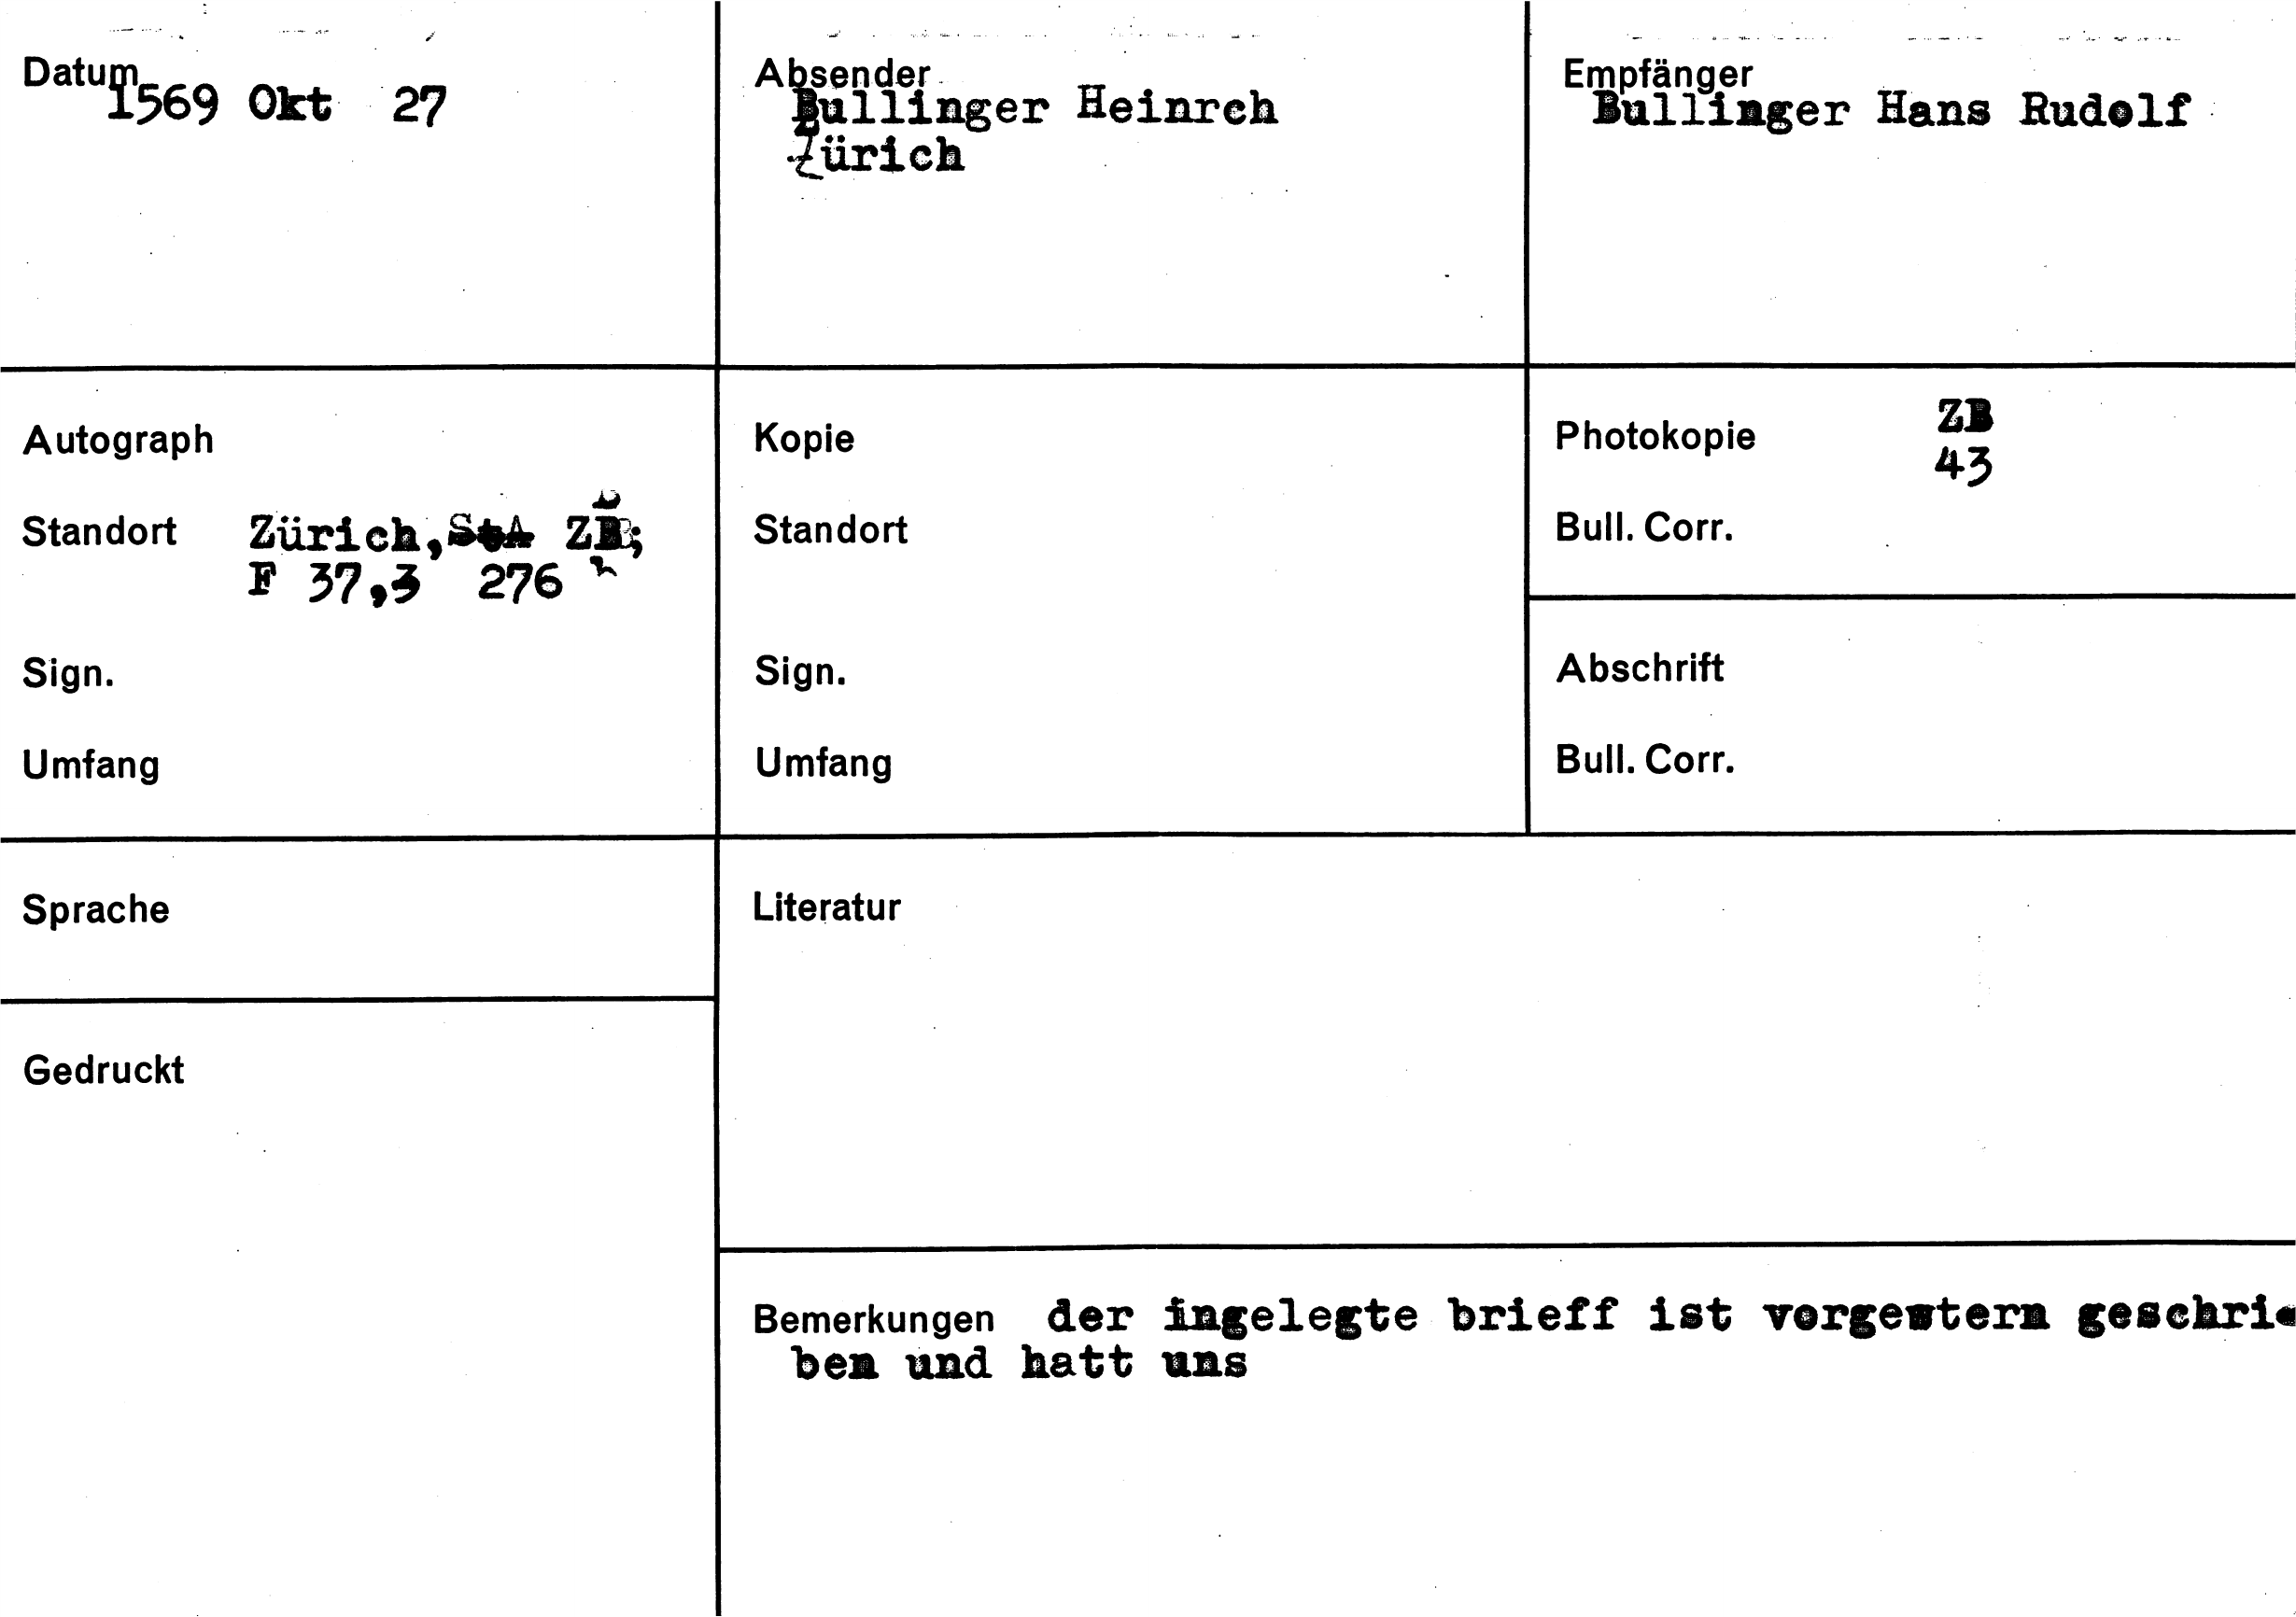 Datum
1569 Okt 27
Absender
Bullinger Heinrch
Zürich
Empfänger
Bullinger Hans Rudolf
Autograph
Standort Zürich, StA ZB;
F 37,3 276
Sign.
Umfang
Kopie
Standort
Sign.
Umfang
Photokopie ZB
43
Bull. Corr.
Abschrift
Bull. Corr.
Sprache
Gedruckt
Literatur
Bemerkungen der ingelegte brieff ist vorgestern geschrie
ben und hatt uns